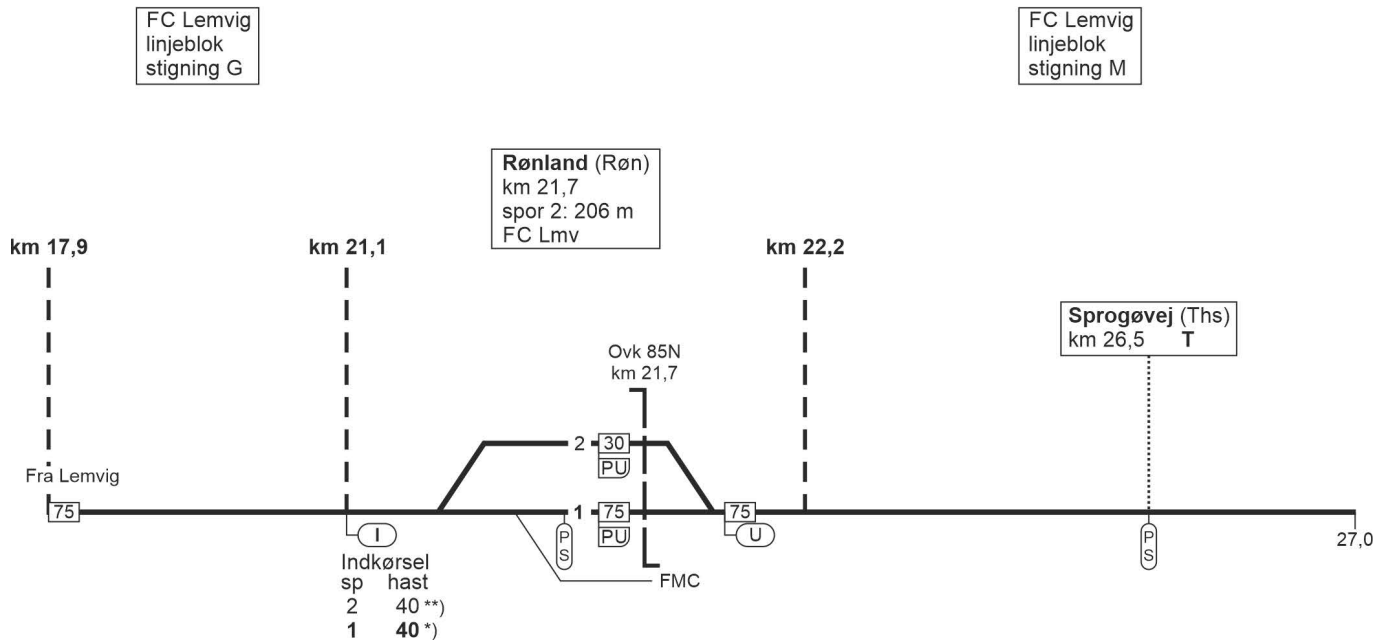 FC Lemvig
linjeblok
stigning G
FC Lemvig
linjeblok
stigning M
Rønland (Røn)
km 21,7
spor 2: 206 m
FC Lmv
km 17,9
km 21,1
km 22,2
Sprogøvej (Ths)
km 26,5 T
Ovk 85N
km 21,7
2 30
PU
Fra Lemvig
75
1 75
PU
75
I
PS
U
PS
27,0
Indkørsel
sp hast
2 40 **)
1 40 *)
FMC